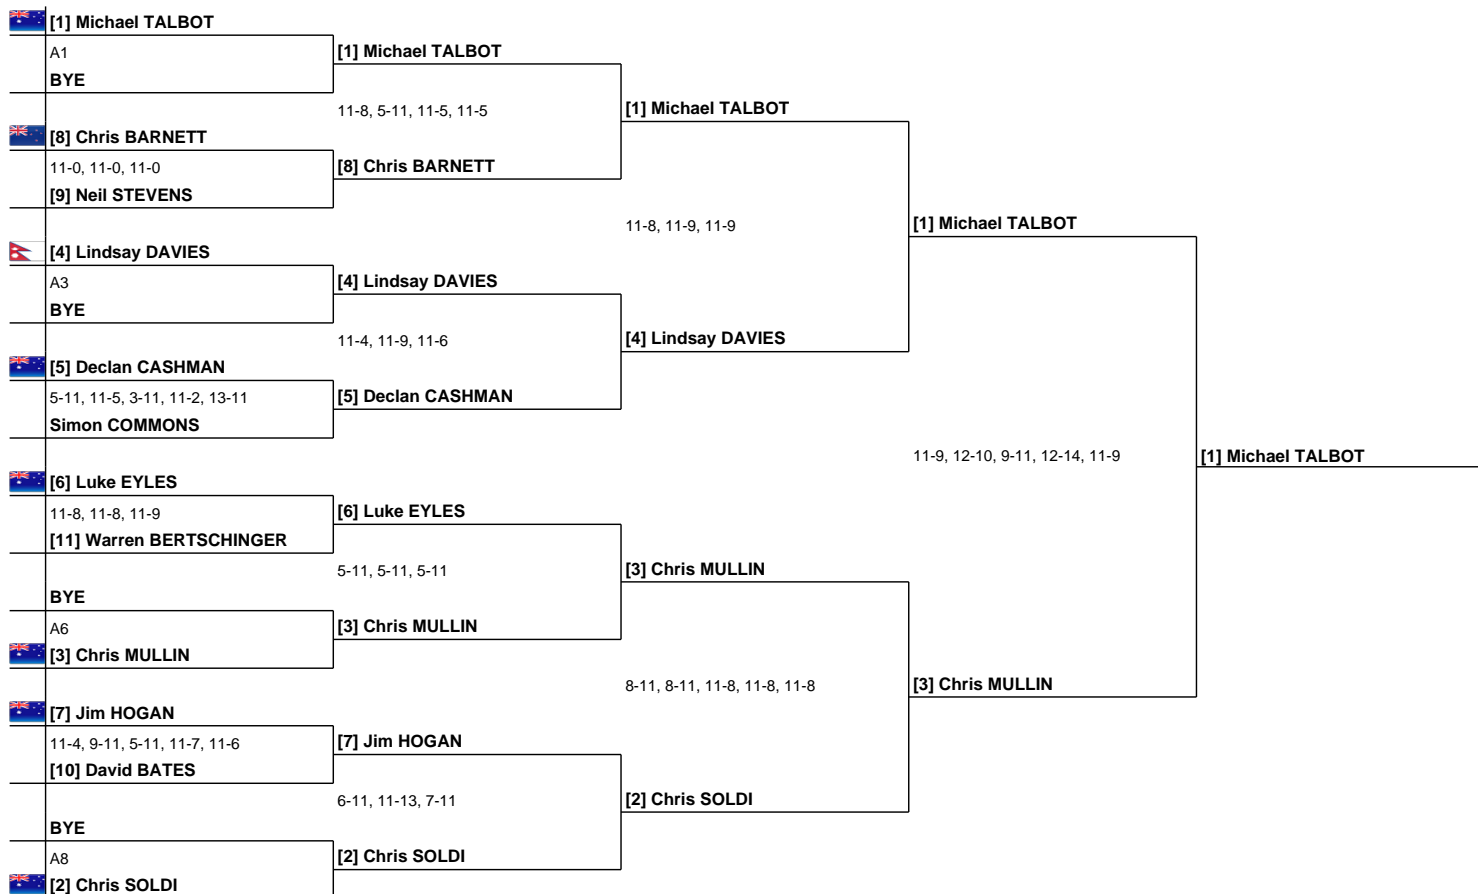 [1] Michael TALBOT
A1
BYE
[1] Michael TALBOT
11-8, 5-11, 11-5, 11-5
[8] Chris BARNETT
11-0, 11-0, 11-0
[9] Neil STEVENS
[8] Chris BARNETT
[1] Michael TALBOT
11-8, 11-9, 11-9
[4] Lindsay DAVIES
A3
BYE
[4] Lindsay DAVIES
11-4, 11-9, 11-6
[5] Declan CASHMAN
5-11, 11-5, 3-11, 11-2, 13-11
Simon COMMONS
[5] Declan CASHMAN
[4] Lindsay DAVIES
[1] Michael TALBOT
11-9, 12-10, 9-11, 12-14, 11-9
[1] Michael TALBOT
[6] Luke EYLES
11-8, 11-8, 11-9
[11] Warren BERTSCHINGER
[6] Luke EYLES
5-11, 5-11, 5-11
BYE
A6
[3] Chris MULLIN
[3] Chris MULLIN
[3] Chris MULLIN
8-11, 8-11, 11-8, 11-8, 11-8
[3] Chris MULLIN
[7] Jim HOGAN
11-4, 9-11, 5-11, 11-7, 11-6
[10] David BATES
[7] Jim HOGAN
6-11, 11-13, 7-11
[2] Chris SOLDI
BYE
A8
[2] Chris SOLDI
[2] Chris SOLDI